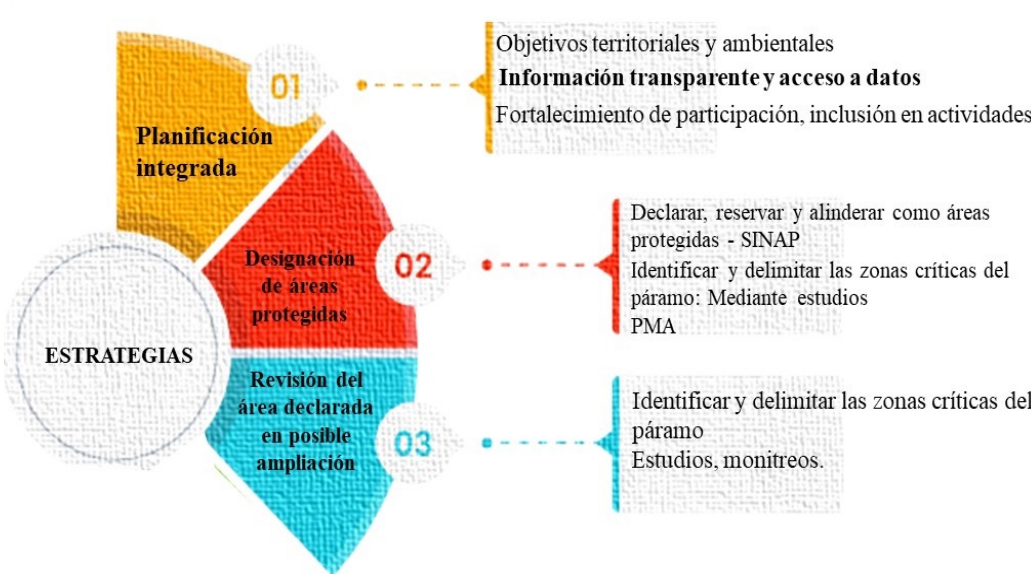 ESTRATEGIAS
01
Planificación
integrada
Objetivos territoriales y ambientales
Información transparente y acceso a datos
Fortalecimiento de participación, inclusión en actividades
02
Designación
de áreas
protegidas
Declarar, reservar y alinderar como áreas
protegidas - SINAP
Identificar y delimitar las zonas críticas del
páramo: Mediante estudios
PMA
03
Revisión del
área declarada
en posible
ampliación
Identificar y delimitar las zonas críticas del
páramo
Estudios, monitreos.